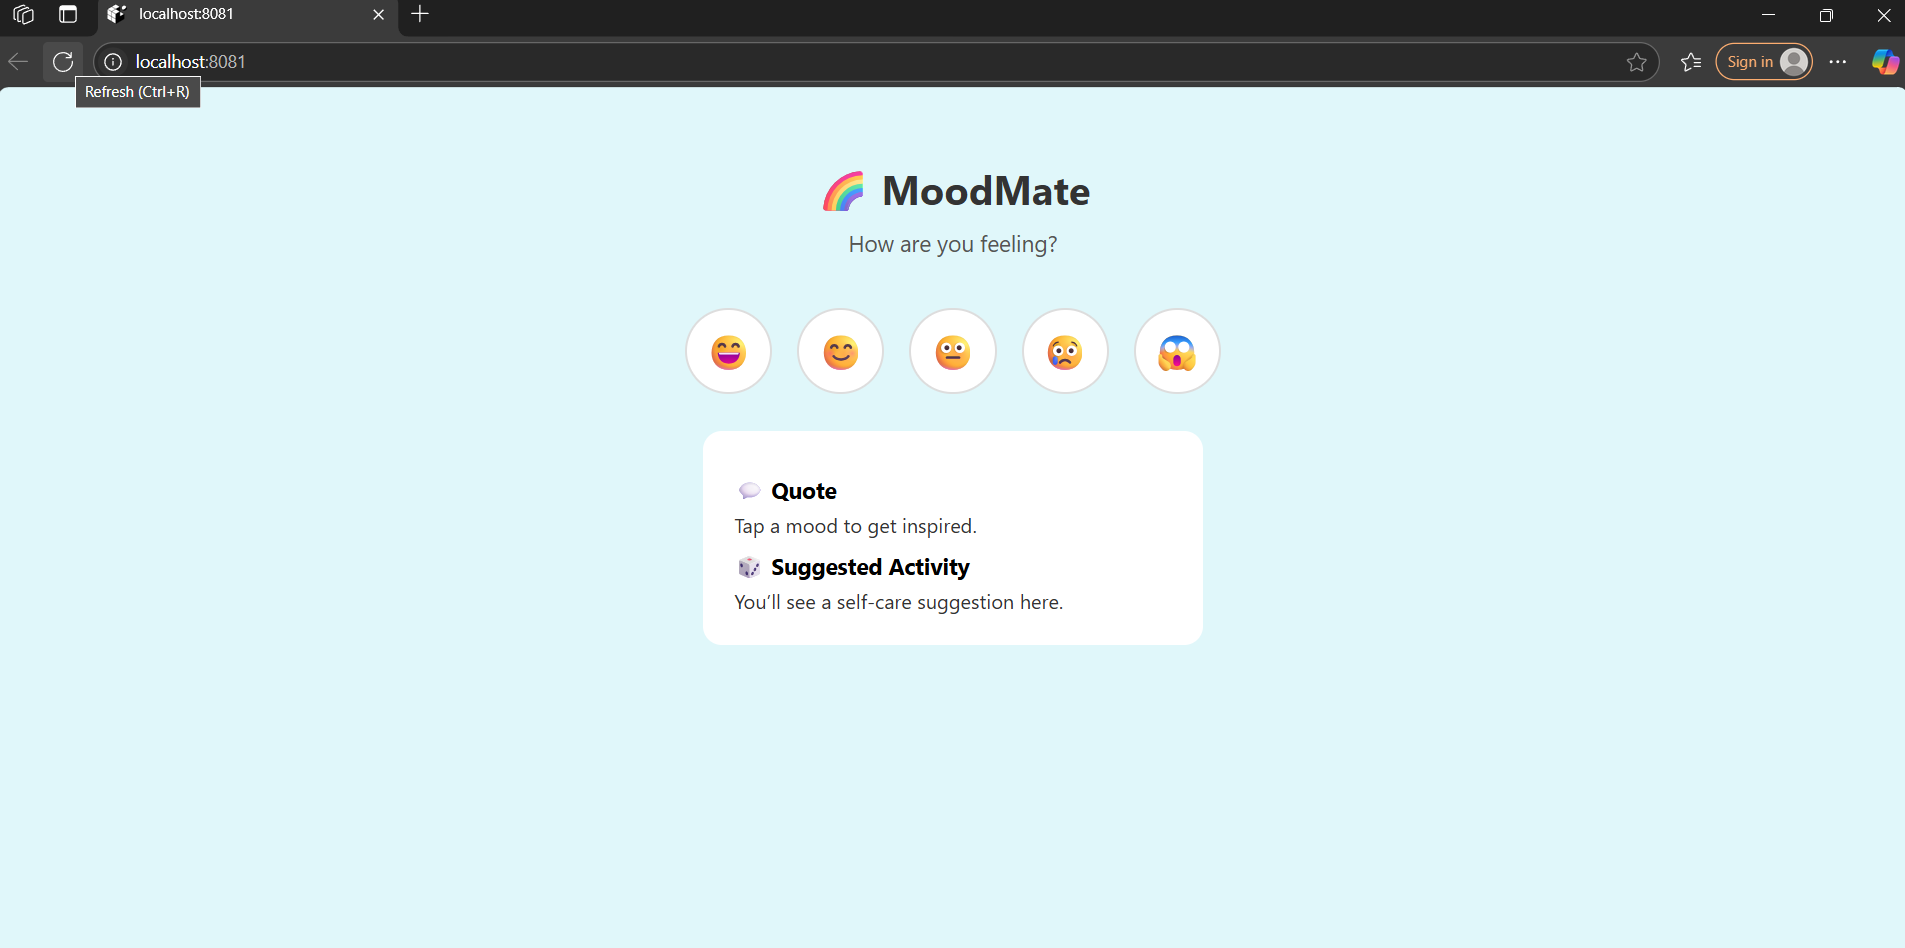 localhost:8081
localhost:8081
Sign in
Refresh (Ctrl+R)
MoodMate
How are you feeling?
Quote
Tap a mood to get inspired.
Suggested Activity
You’ll see a self-care suggestion here.